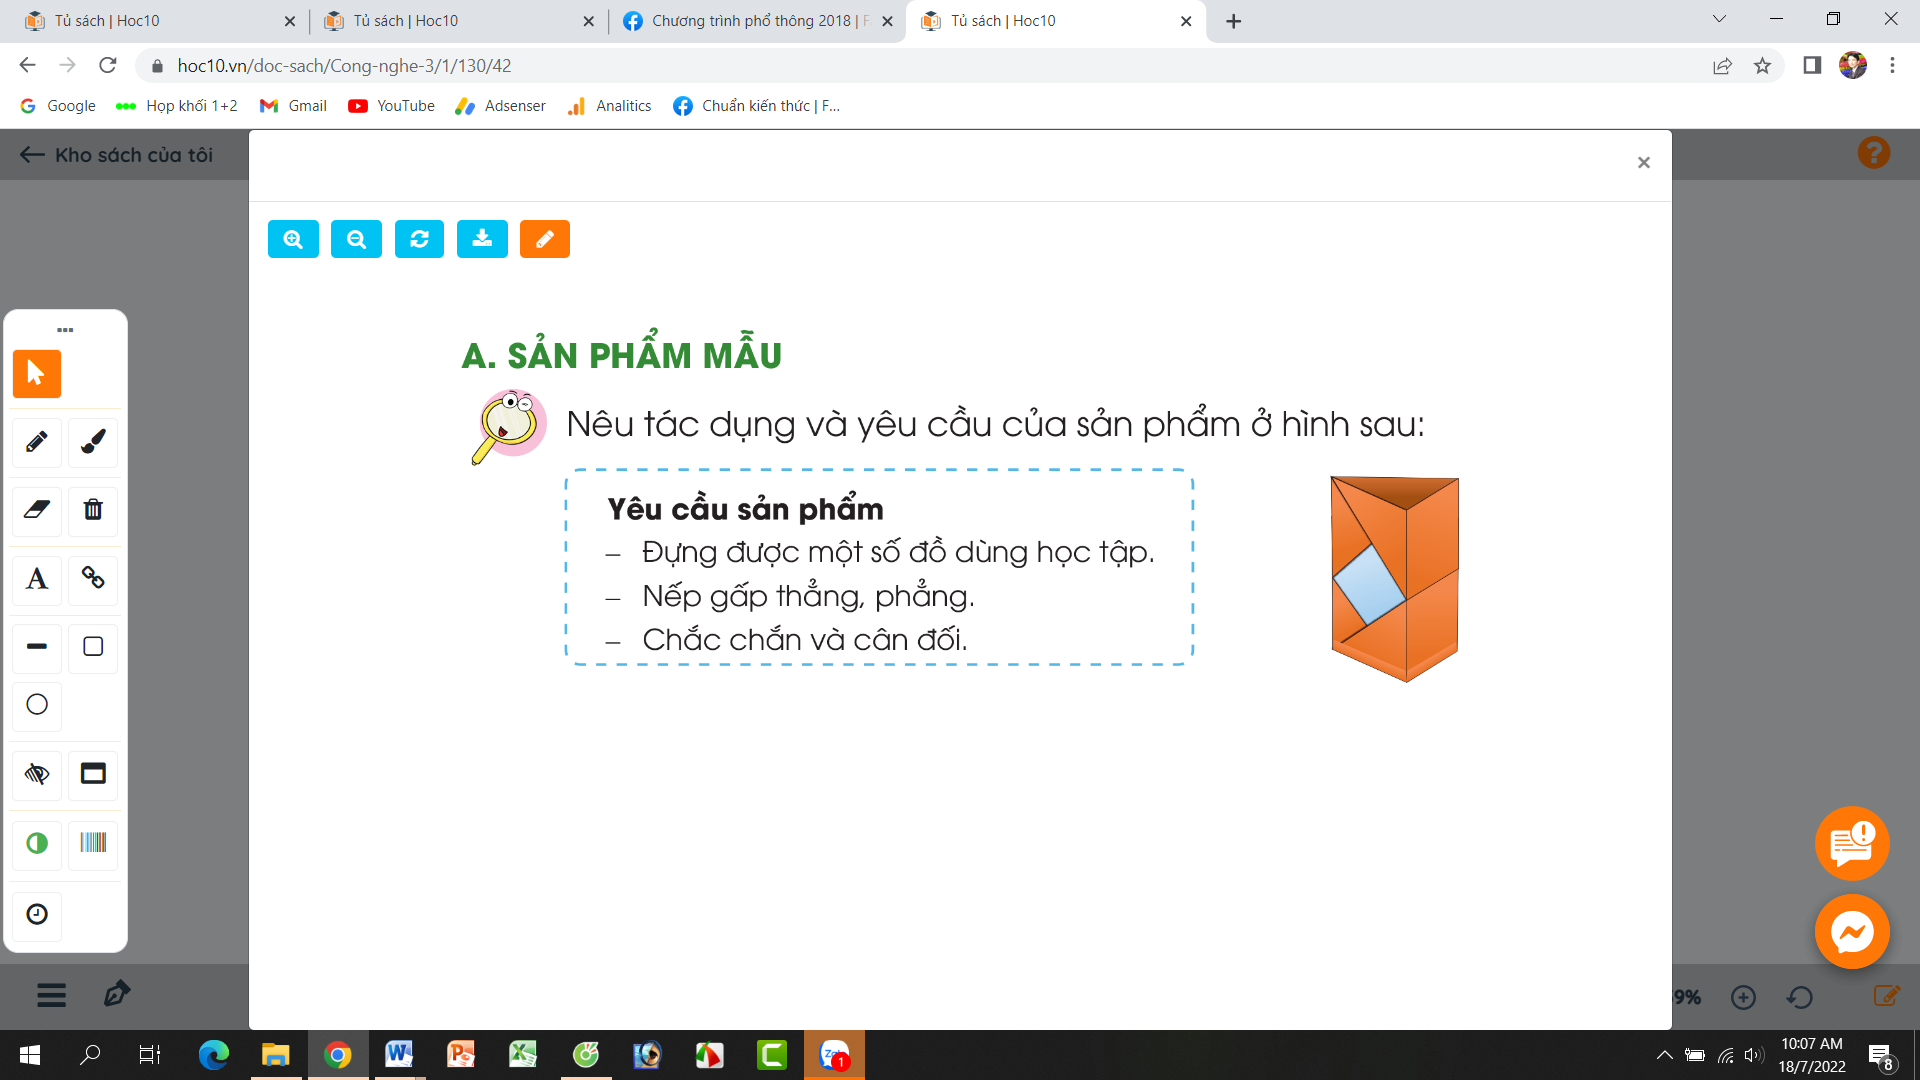 Tủ sách | Hoc10
Tủ sách | Hoc10
Chương trình phổ thông 2018 | F
Tủ sách | Hoc10
hoc10.vn/doc-sach/Cong-nghe-3/1/130/42
Google
Họp khối 1+2
Gmail
YouTube
Adsenser
Analitics
Chuẩn kiến thức | F...
Kho sách của tôi
A. SẢN PHẨM MẪU
Nêu tác dụng và yêu cầu của sản phẩm ở hình sau:
Yêu cầu sản phẩm
– Đựng được một số đồ dùng học tập.
– Nếp gấp thẳng, phẳng.
– Chắc chắn và cân đối.
A
9%
1
10:07 AM
18/7/2022
8